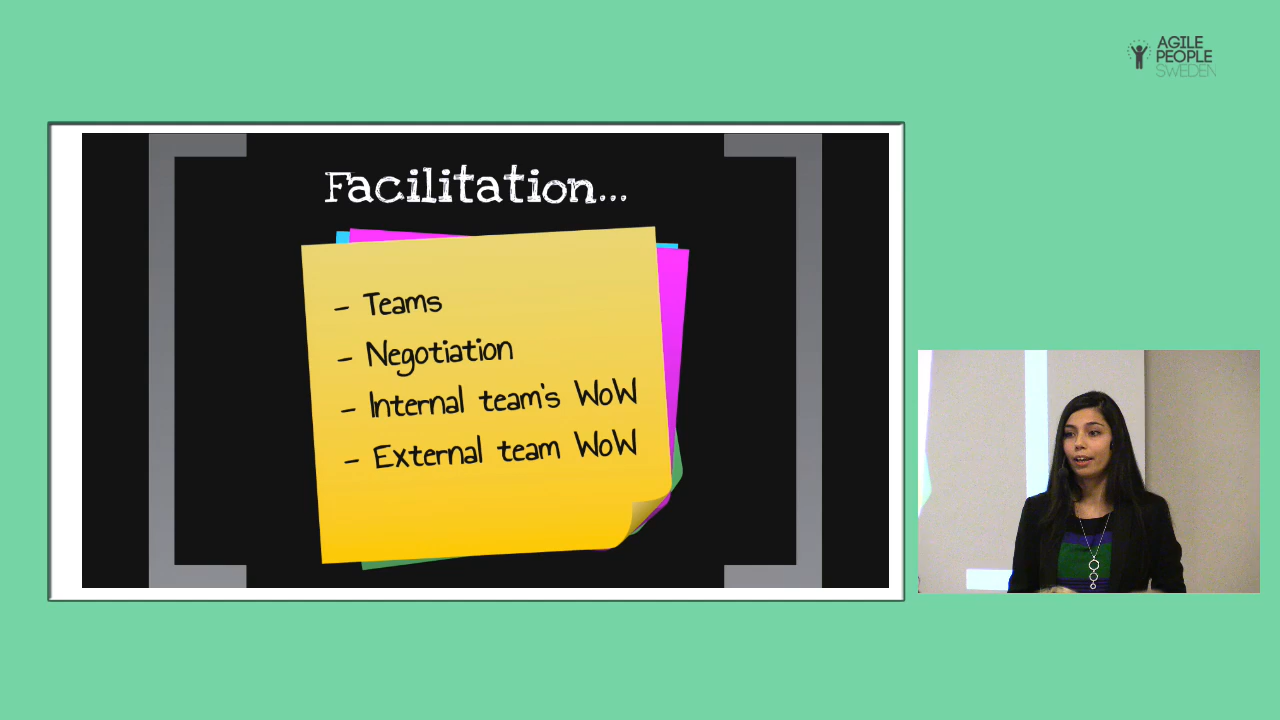 AGILE
PEOPLE
SWEDEN
Facilitation...
- Teams
- Negotiation
- Internal team's WoW
- External team WoW